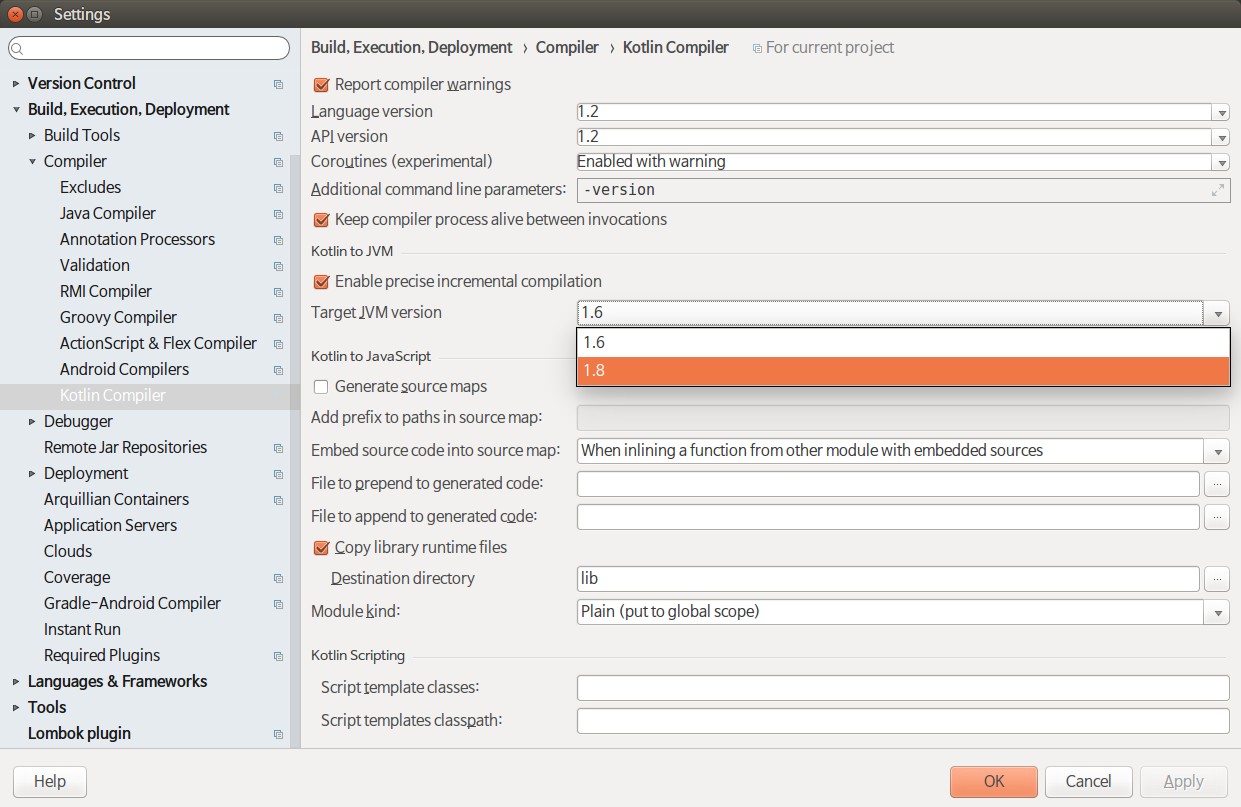 Settings
Version Control
Build, Execution, Deployment
Build Tools
Compiler
Excludes
Java Compiler
Annotation Processors
Validation
RMI Compiler
Groovy Compiler
ActionScript & Flex Compiler
Android Compilers
Kotlin Compiler
Debugger
Remote Jar Repositories
Deployment
Arquillian Containers
Application Servers
Clouds
Coverage
Gradle-Android Compiler
Instant Run
Required Plugins
Languages & Frameworks
Tools
Lombok plugin
Build, Execution, Deployment › Compiler › Kotlin Compiler For current project
Report compiler warnings
Language version 1.2
API version 1.2
Coroutines (experimental) Enabled with warning
Additional command line parameters: -version
Keep compiler process alive between invocations
Kotlin to JVM
Enable precise incremental compilation
Target JVM version 1.6
1.6
1.8
Kotlin to JavaScript
Generate source maps
Add prefix to paths in source map:
Embed source code into source map: When inlining a function from other module with embedded sources
File to prepend to generated code: ...
File to append to generated code: ...
Copy library runtime files
Destination directory lib ...
Module kind: Plain (put to global scope)
Kotlin Scripting
Script template classes:
Script templates classpath:
Help OK Cancel Apply